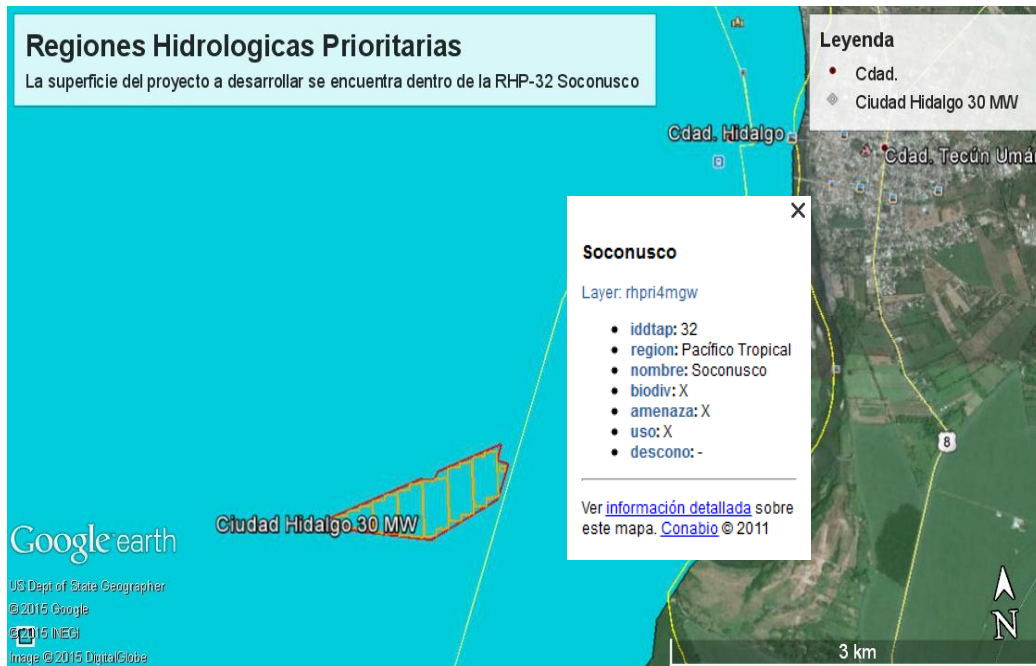 Regiones Hidrologicas Prioritarias
La superficie del proyecto a desarrollar se encuentra dentro de la RHP-32 Soconusco
Leyenda
Cdad.
Ciudad Hidalgo 30 MW
Cdad. Hidalgo
Cdad. Tecún Umá
Soconusco
Layer: rhpri4mgw
iddtap: 32
region: Pacífico Tropical
nombre: Soconusco
biodiv: X
amenaza: X
uso: X
descono: -
Ver información detallada sobre
este mapa. Conabio © 2011
8
Ciudad Hidalgo 30 MW
Google earth
US Dept of State Geographer
© 2015 Google
© 2015 INEGI
Image © 2015 DigitalGlobe
3 km
N